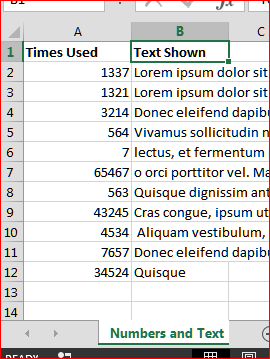 A B C
1 Times Used Text Shown
2 1337 Lorem ipsum dolor sit
3 1321 Lorem ipsum dolor sit
4 3214 Donec eleifend dapibu
5 564 Vivamus sollicitudin n
6 7 lectus, et fermentum
7 65467 o orci porttitor vel. Ma
8 563 Quisque dignissim ant
9 43245 Cras congue, ipsum ut
10 4534 Aliquam vestibulum,
11 7657 Donec eleifend dapibu
12 34524 Quisque
13
14
Numbers and Text
READY